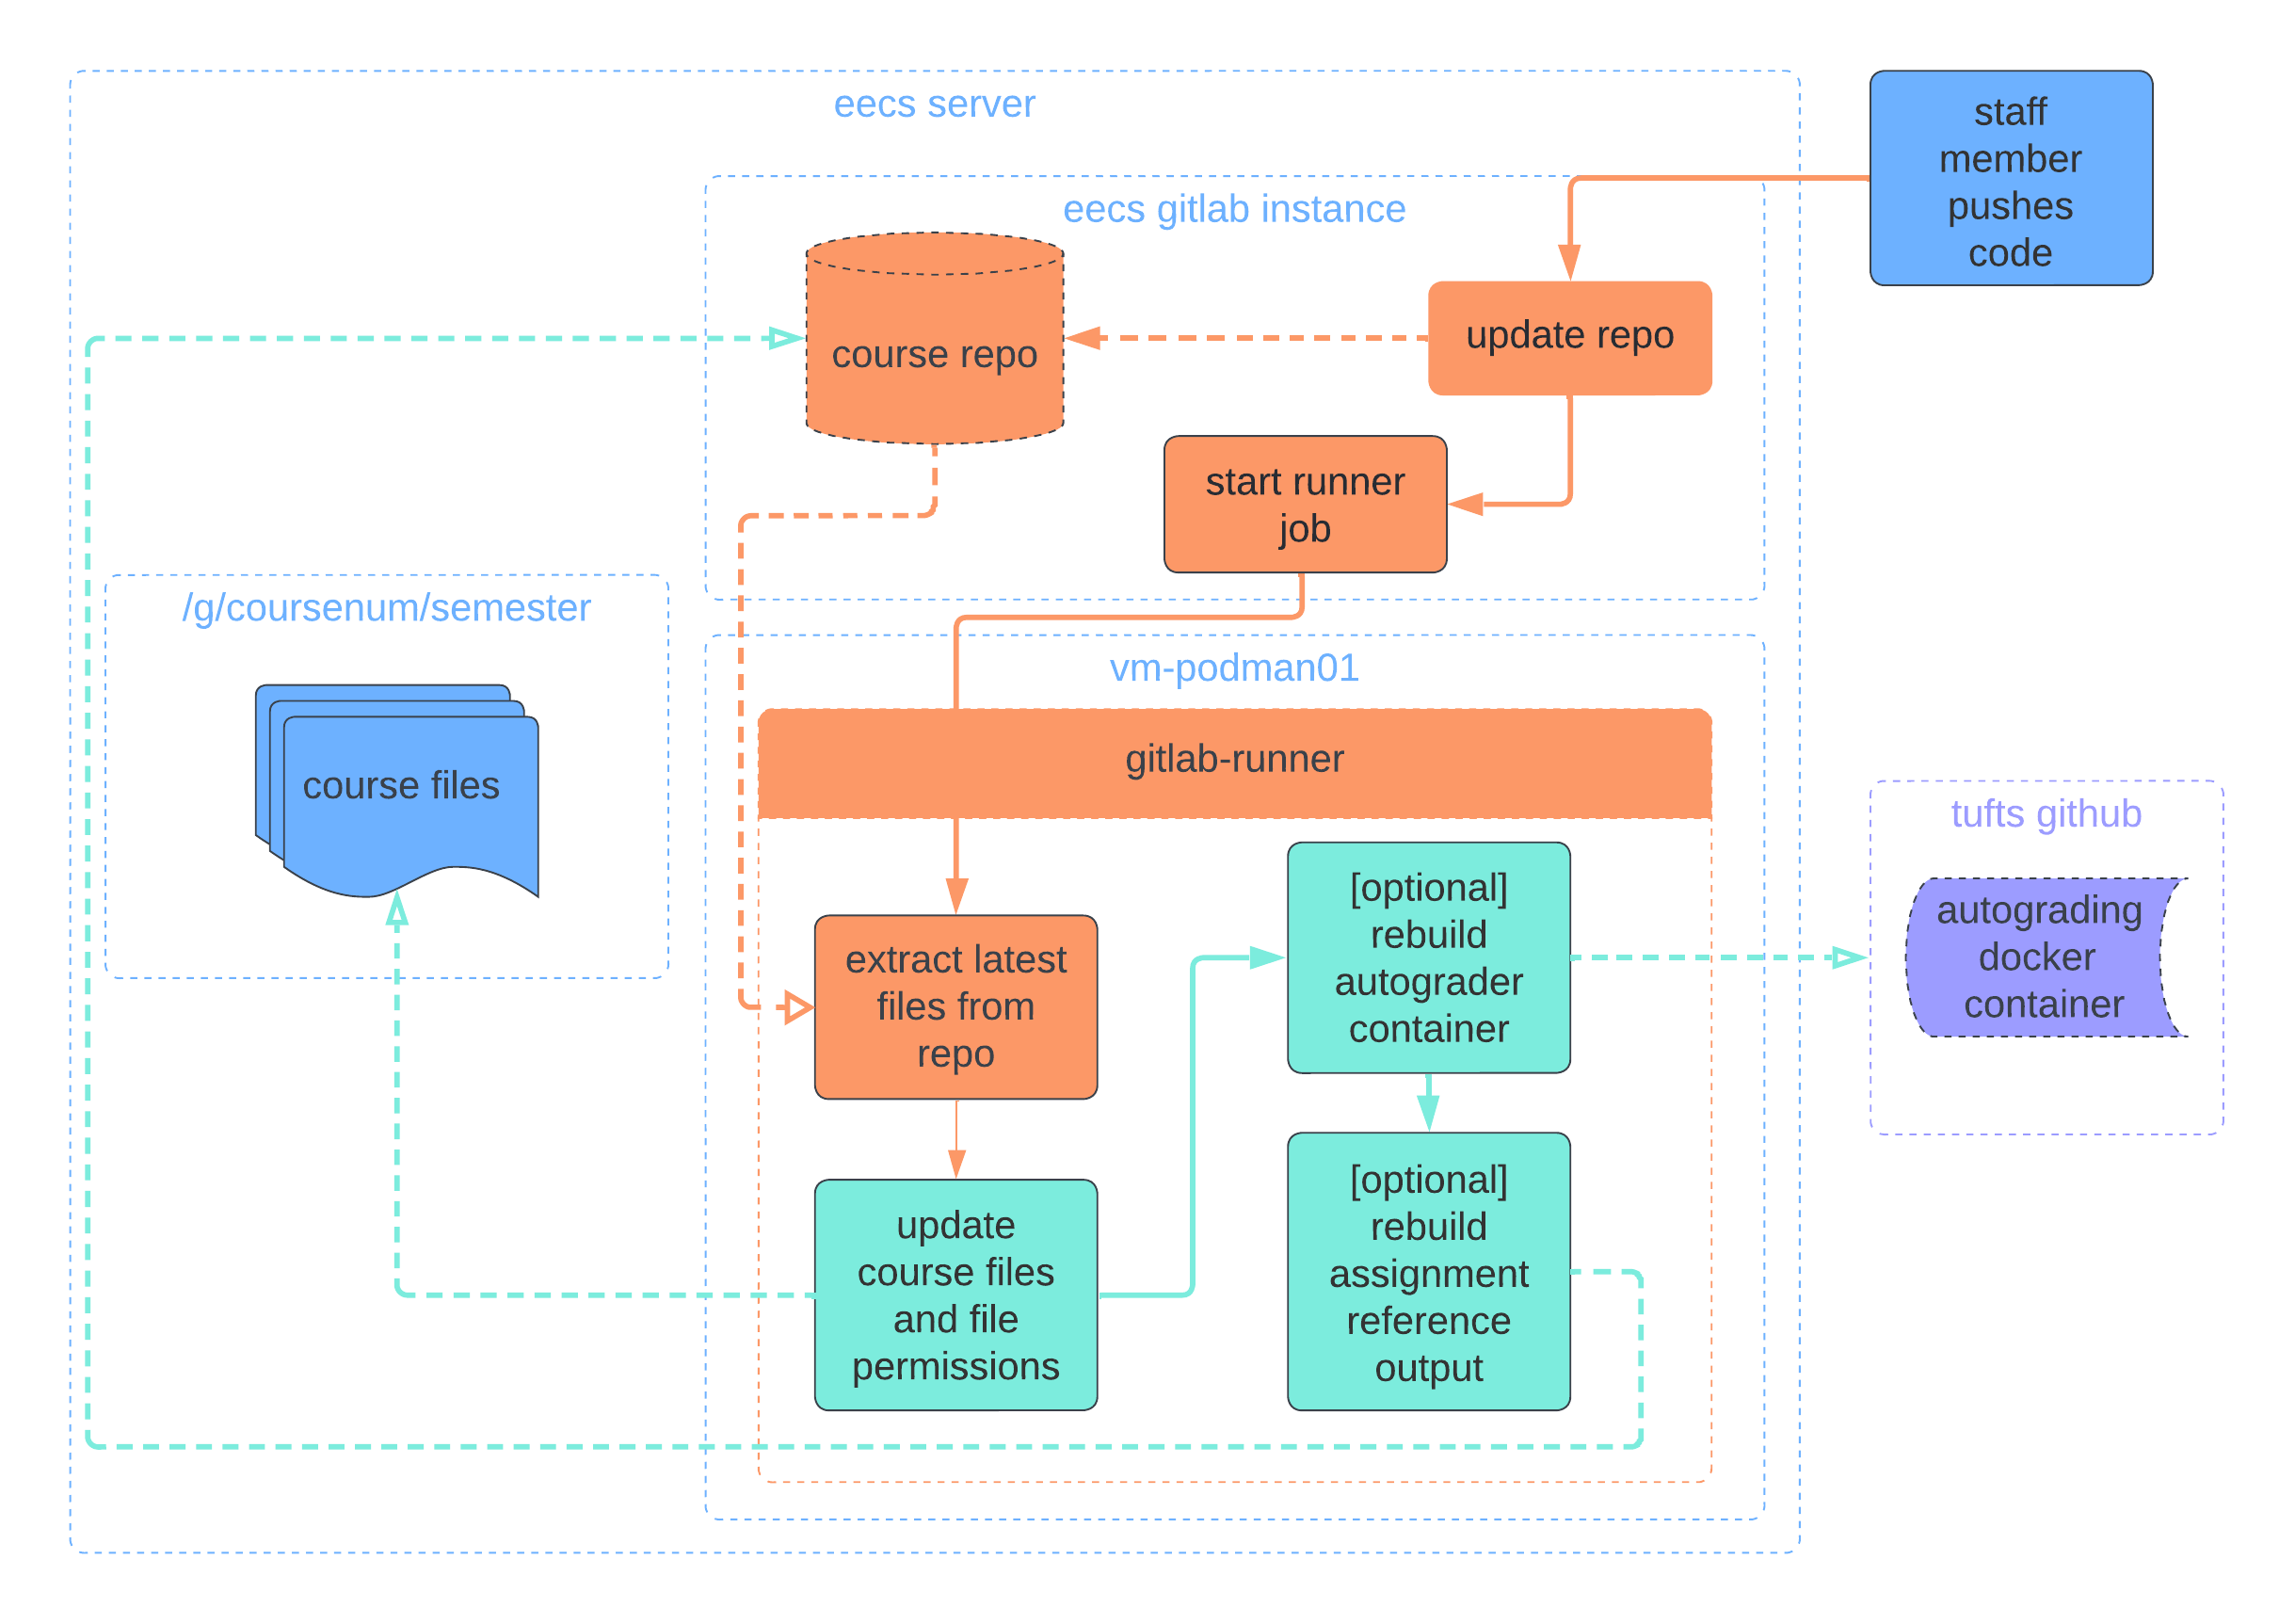 eecs server
staff
member
pushes
code
eecs gitlab instance
course repo
update repo
start runner
job
/g/coursenum/semester
course files
vm-podman01
gitlab-runner
extract latest
files from
repo
update
course files
and file
permissions
[optional]
rebuild
autograder
container
[optional]
rebuild
assignment
reference
output
tufts github
autograding
docker
container